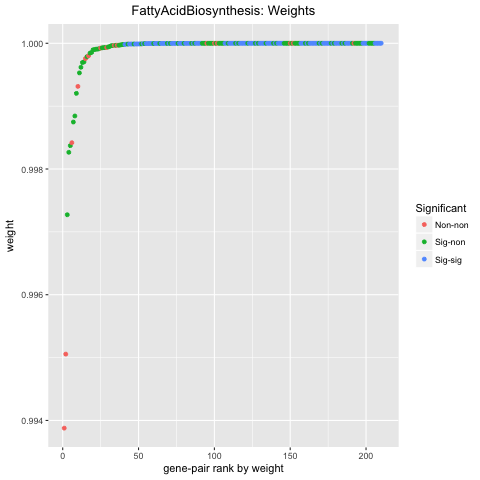 FattyAcidBiosynthesis: Weights
1.000
0.998
0.996
0.994
weight
0 50 100 150 200
gene-pair rank by weight
Significant
Non-non
Sig-non
Sig-sig